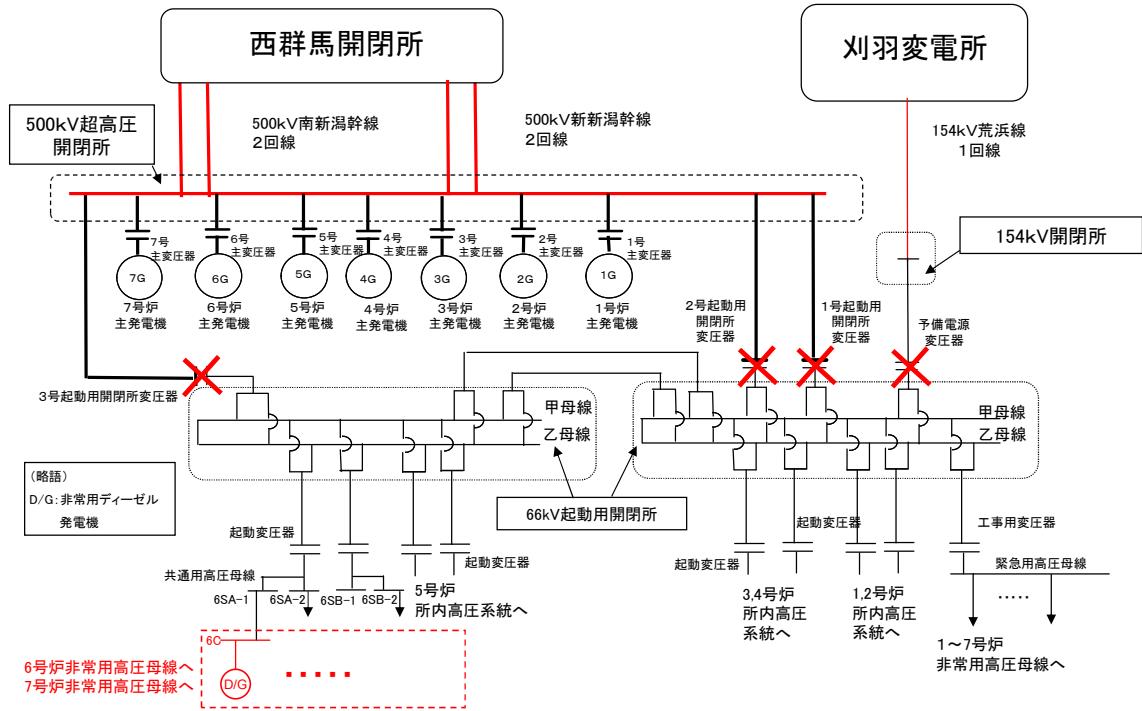 西群馬開閉所
刈羽変電所
500kV超高圧
開閉所
500kV南新潟幹線
2回線
500kV新新潟幹線
2回線
154kV荒浜線
1回線
154kV開閉所
7号
主変圧器
6号
主変圧器
5号
主変圧器
4号
主変圧器
3号
主変圧器
2号
主変圧器
1号
主変圧器
7G
6G
5G
4G
3G
2G
1G
7号炉
主発電機
6号炉
主発電機
5号炉
主発電機
4号炉
主発電機
3号炉
主発電機
2号炉
主発電機
1号炉
主発電機
2号起動用
開閉所
変圧器
1号起動用
開閉所
変圧器
予備電源
変圧器
3号起動用開閉所変圧器
甲母線
乙母線
甲母線
乙母線
(略語)
D/G:非常用ディーゼル
発電機
66kV起動用開閉所
起動変圧器
起動変圧器
起動変圧器
起動変圧器
工事用変圧器
共通用高圧母線
6SA-1
6SA-2
6SB-1
6SB-2
5号炉
所内高圧
系統へ
3,4号炉
所内高圧
系統へ
1,2号炉
所内高圧
系統へ
緊急用高圧母線
・・・・・
1～7号炉
非常用高圧母線へ
6C
D/G
・・・・・
6号炉非常用高圧母線へ
7号炉非常用高圧母線へ